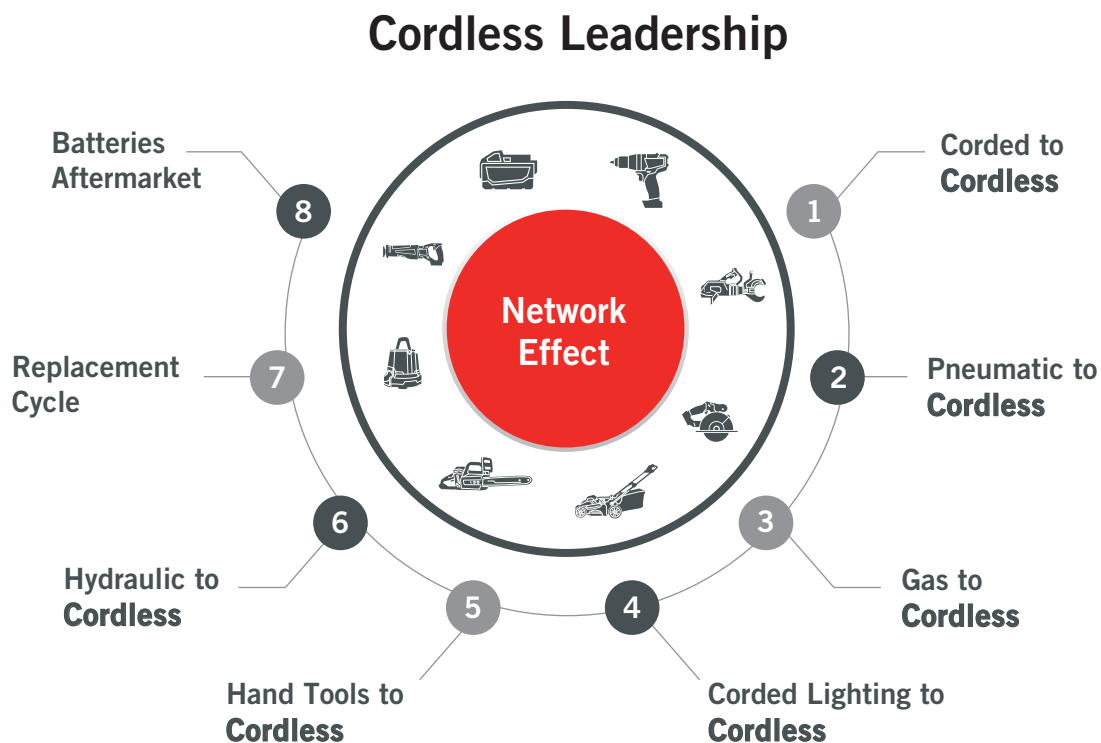 Cordless Leadership
Network
Effect
1
Corded to
Cordless
2
Pneumatic to
Cordless
3
Gas to
Cordless
4
Corded Lighting to
Cordless
5
Hand Tools to
Cordless
6
Hydraulic to
Cordless
7
Replacement
Cycle
8
Batteries
Aftermarket